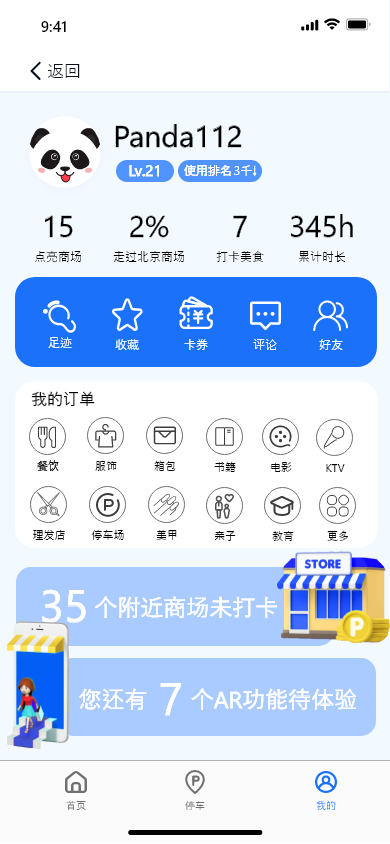 9:41
返回
Panda112
Lv.21 使用排名3千↓
15 2% 7 345h
点亮商场 走过北京商场 打卡美食 累计时长
足迹 收藏 卡券 评论 好友
我的订单
餐饮 服饰 箱包 书籍 电影 KTV
理发店 停车场 美甲 亲子 教育 更多
STORE
35 个附近商场未打卡
P
您还有 7 个AR功能待体验
首页 停车 我的